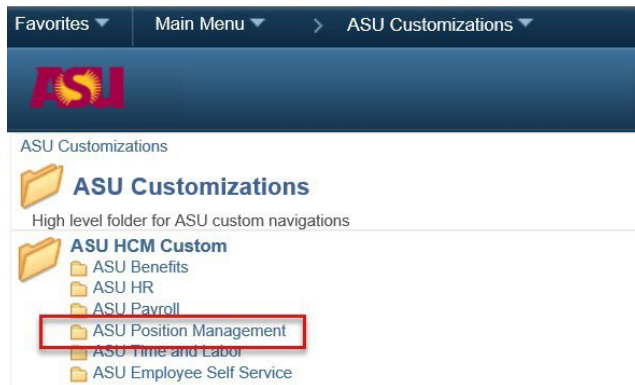 Favorites Main Menu > ASU Customizations
ASU
ASU Customizations
ASU Customizations
High level folder for ASU custom navigations
ASU HCM Custom
ASU Benefits
ASU HR
ASU Payroll
ASU Position Management
ASU Time and Labor
ASU Employee Self Service